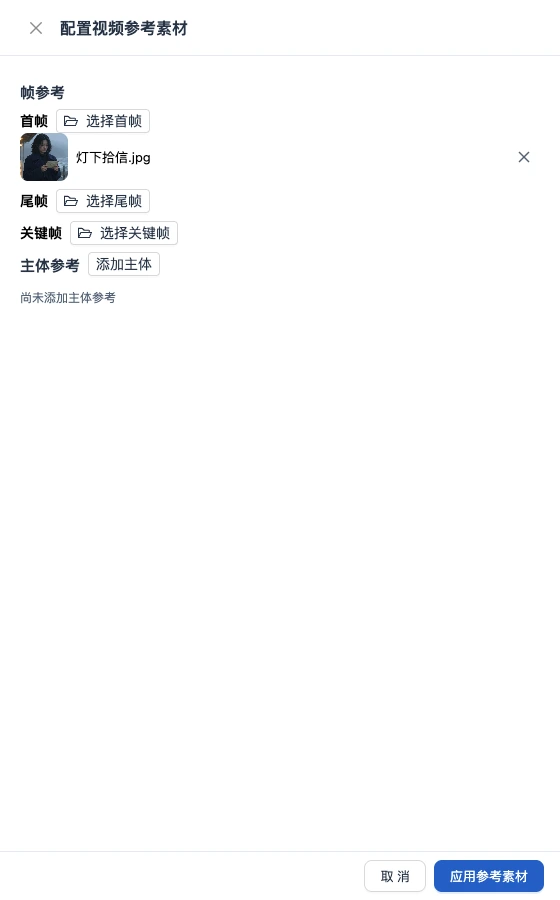 配置视频参考素材
帧参考
首帧 选择首帧
灯下拾信.jpg
尾帧 选择尾帧
关键帧 选择关键帧
主体参考 添加主体
尚未添加主体参考
取 消 应用参考素材